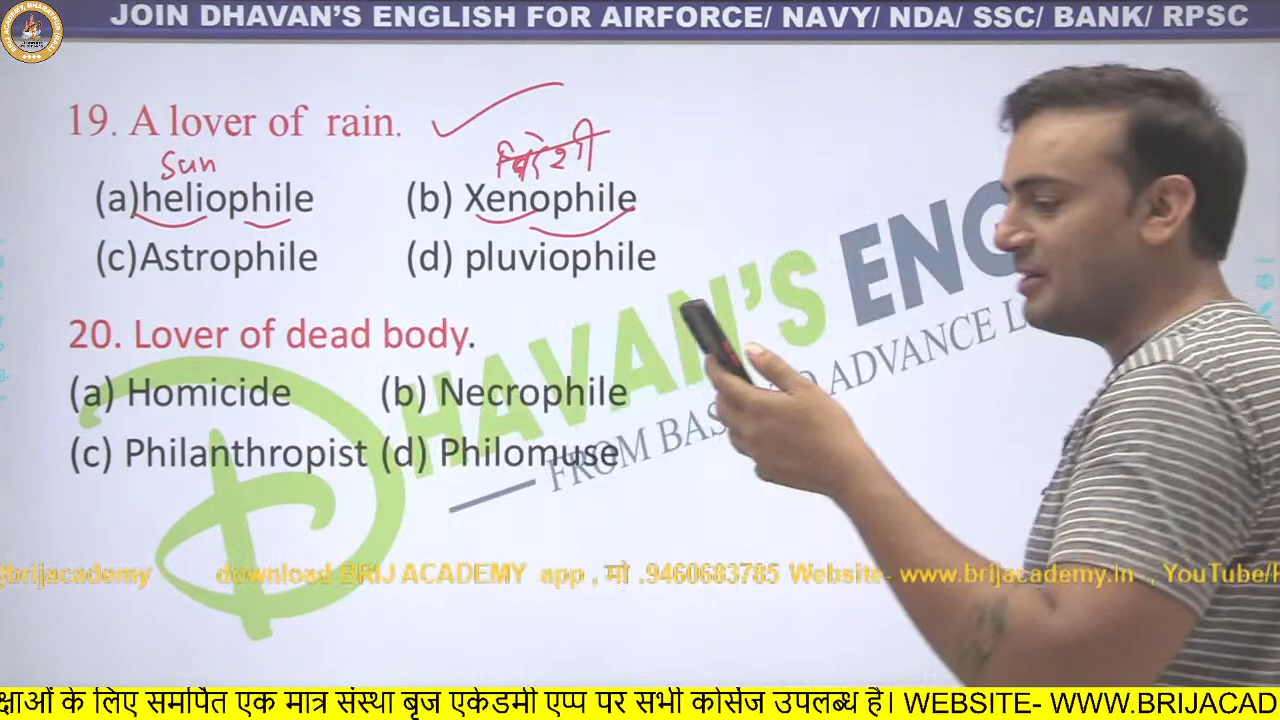 JOIN DHAVAN'S ENGLISH FOR AIRFORCE/ NAVY/ NDA/ SSC/ BANK/ RPSC
19. A lover of rain.
Sun
(a)heliophile (b) Xenophile
(c)Astrophile (d) pluviophile
20. Lover of dead body.
(a) Homicide (b) Necrophile
(c) Philanthropist (d) Philomuse
DHAVAN'S ENG
FROM BAS TO ADVANCE L
brijacademy download BRIJ ACADEMY app , मो .9460683785 Website- www.brijacademy.in , YouTube/
क्षाओं के लिए समर्पित एक मात्र संस्था बृज एकेडमी एप्प पर सभी कोर्सेज उपलब्ध है। WEBSITE- WWW.BRIJACAD